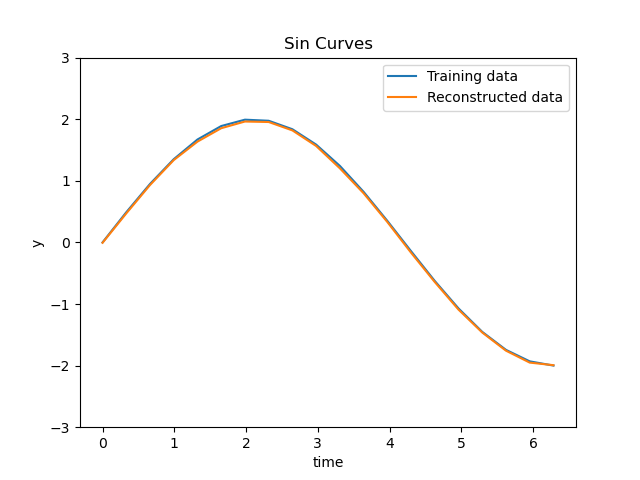 Sin Curves
Training data
Reconstructed data
3
2
1
0
−1
−2
−3
y
0 1 2 3 4 5 6
time